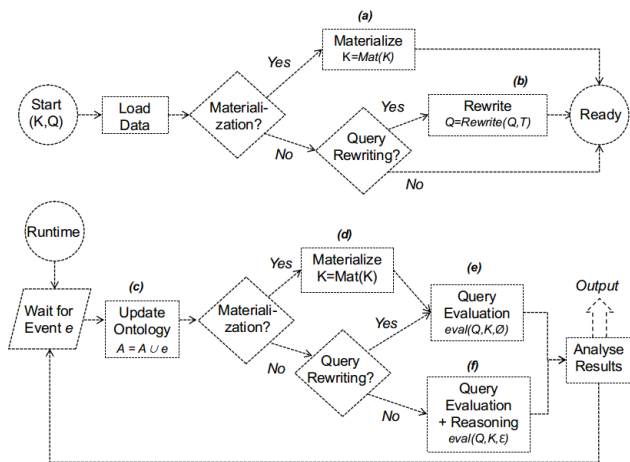 (a)
Materialize
K=Mat(K)
Yes
(b)
Start
(K,Q)
Load
Data
Materiali-
zation?
Yes
Rewrite
Q=Rewrite(Q,T)
Ready
Query
Rewriting?
No
No
Runtime
(d)
Materialize
K=Mat(K)
Yes
(c)
(e)
Output
Wait for
Event e
Update
Ontology
A = A ∪ e
Materiali-
zation?
Query
Evaluation
eval(Q,K,Ø)
Yes
No
Query
Rewriting?
(f)
Analyse
Results
No
Query
Evaluation
+ Reasoning
eval(Q,K,ε)